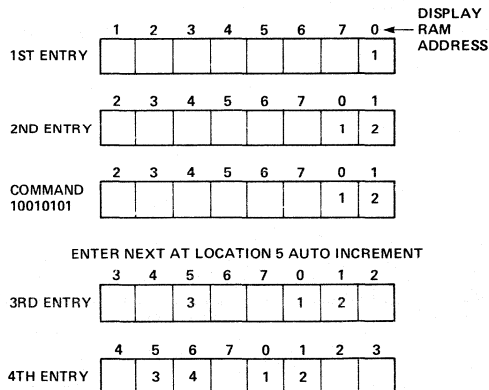 DISPLAY
RAM
ADDRESS
1 2 3 4 5 6 7 0
1ST ENTRY 1
2 3 4 5 6 7 0 1
2ND ENTRY 1 2
2 3 4 5 6 7 0 1
COMMAND
10010101
1 2
ENTER NEXT AT LOCATION 5 AUTO INCREMENT
3 4 5 6 7 0 1 2
3RD ENTRY 3 1 2
4 5 6 7 0 1 2 3
4TH ENTRY 3 4 1 2